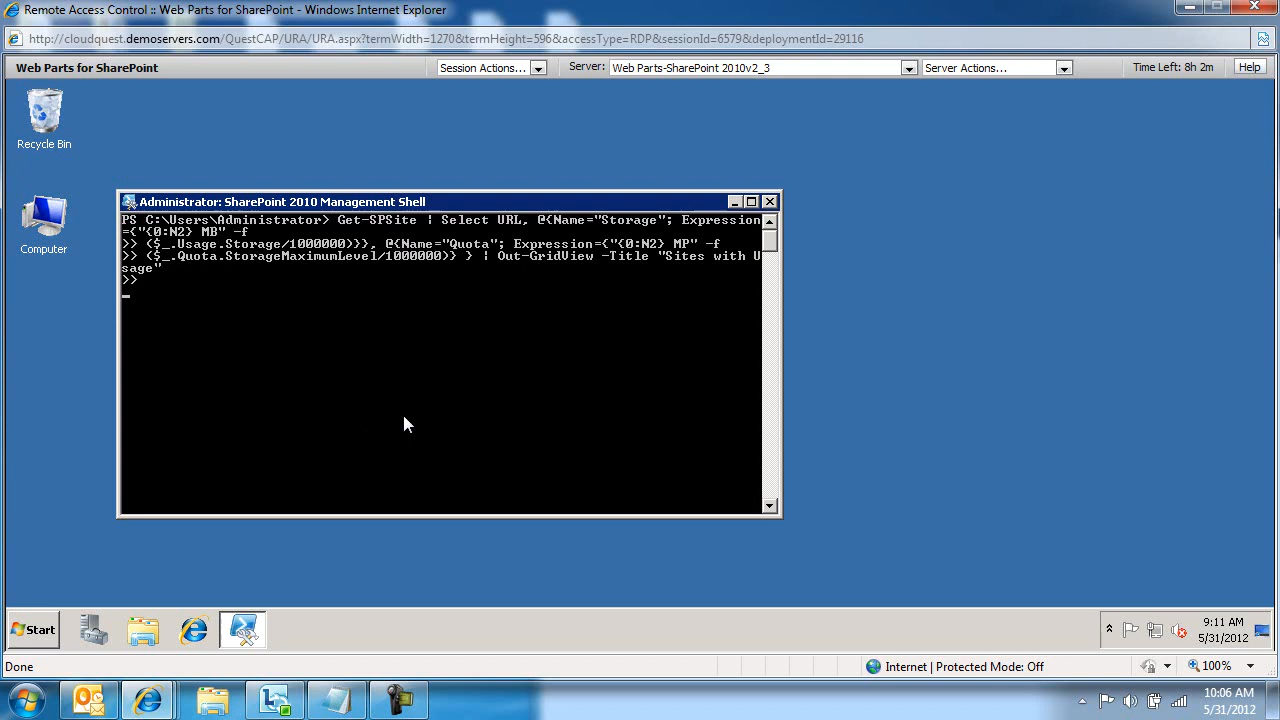 Remote Access Control :: Web Parts for SharePoint - Windows Internet Explorer
http://cloudquest.demoservers.com/QuestCAP/URA/URA.aspx?termWidth=1270&termHeight=596&accessType=RDP&sessionId=6579&deploymentId=29116
Web Parts for SharePoint Session Actions... Server: Web Parts-SharePoint 2010v2_3 Server Actions... Time Left: 8h 2m Help
Recycle Bin
Computer
Administrator: SharePoint 2010 Management Shell
PS C:\Users\Administrator> Get-SPSite | Select URL, @{Name="Storage"; Expression
={"{0:N2} MB" -f
>> ($_.Usage.Storage/1000000)}}, @{Name="Quota"; Expression={"{0:N2} MP" -f
>> ($_.Quota.StorageMaximumLevel/1000000)} } | Out-GridView -Title "Sites with U
sage"
>>
Start
9:11 AM
5/31/2012
Done Internet | Protected Mode: Off 100%
10:06 AM
5/31/2012